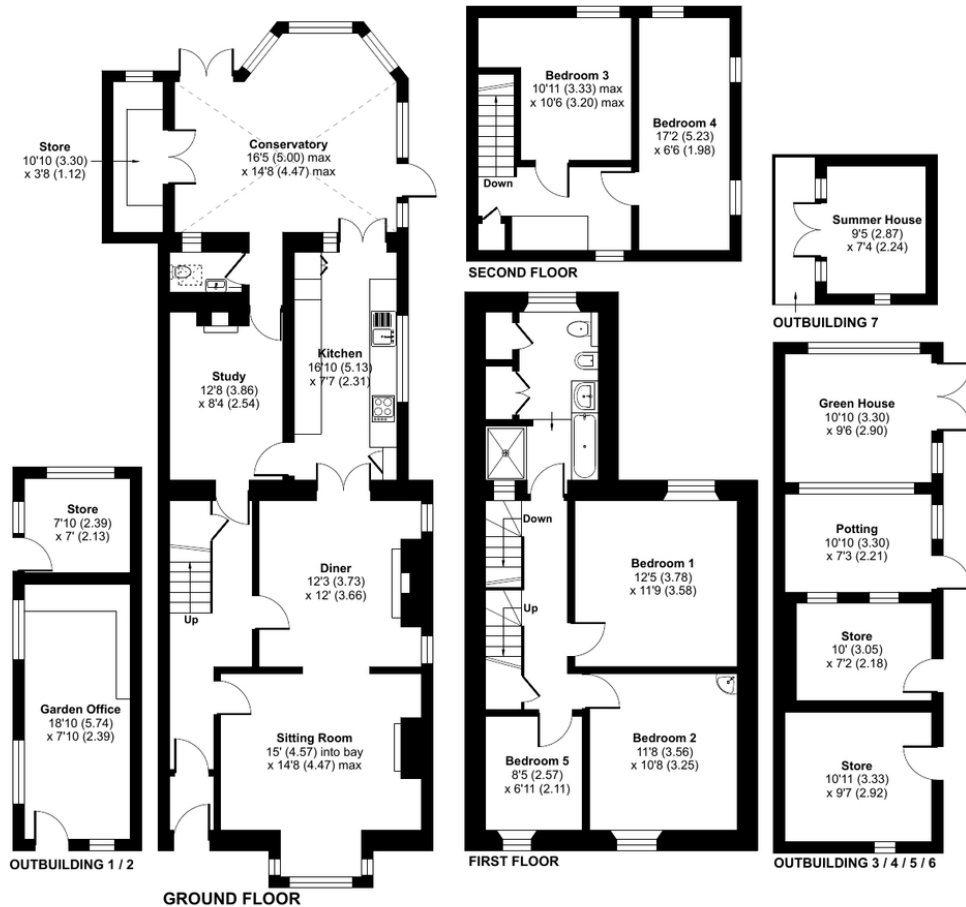 Store
10'10 (3.30)
x 3'8 (1.12)
Conservatory
16'5 (5.00) max
x 14'8 (4.47) max
Kitchen
16'10 (5.13)
x 7'7 (2.31)
Study
12'8 (3.86)
x 8'4 (2.54)
Diner
12'3 (3.73)
x 12' (3.66)
Up
Sitting Room
15' (4.57) into bay
x 14'8 (4.47) max
GROUND FLOOR
Store
7'10 (2.39)
x 7' (2.13)
Garden Office
18'10 (5.74)
x 7'10 (2.39)
OUTBUILDING 1 / 2
Bedroom 3
10'11 (3.33) max
x 10'6 (3.20) max
Bedroom 4
17'2 (5.23)
x 6'6 (1.98)
Down
SECOND FLOOR
Down
Up
Bedroom 1
12'5 (3.78)
x 11'9 (3.58)
Bedroom 2
11'8 (3.56)
x 10'8 (3.25)
Bedroom 5
8'5 (2.57)
x 6'11 (2.11)
FIRST FLOOR
Summer House
9'5 (2.87)
x 7'4 (2.24)
OUTBUILDING 7
Green House
10'10 (3.30)
x 9'6 (2.90)
Potting
10'10 (3.30)
x 7'3 (2.21)
Store
10' (3.05)
x 7'2 (2.18)
Store
10'11 (3.33)
x 9'7 (2.92)
OUTBUILDING 3 / 4 / 5 / 6